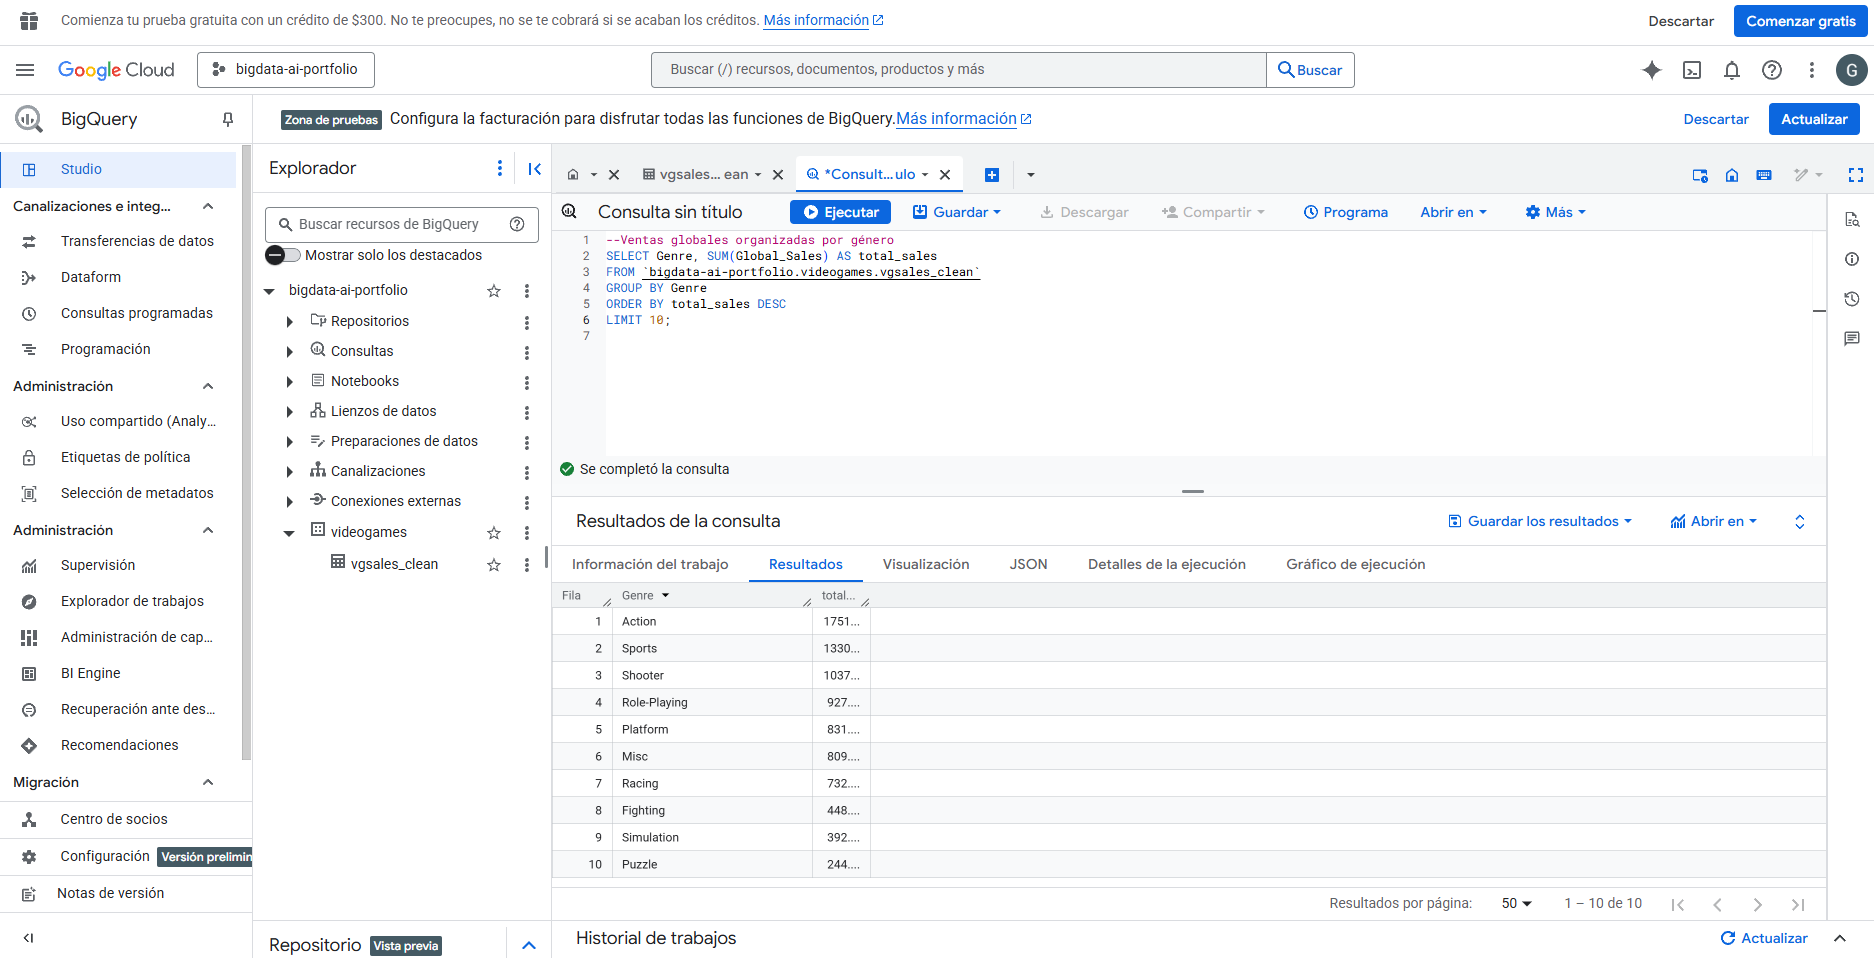 Comienza tu prueba gratuita con un crédito de $300. No te preocupes, no se te cobrará si se acaban los créditos. Más información
Descartar
Comenzar gratis
Google Cloud
bigdata-ai-portfolio
Buscar (/) recursos, documentos, productos y más
Buscar
G
BigQuery
Zona de pruebas
Configura la facturación para disfrutar todas las funciones de BigQuery. Más información
Descartar
Actualizar
Studio
Canalizaciones e integ...
Transferencias de datos
Dataform
Consultas programadas
Programación
Administración
Uso compartido (Analy...
Etiquetas de política
Selección de metadatos
Administración
Supervisión
Explorador de trabajos
Administración de cap...
BI Engine
Recuperación ante des...
Recomendaciones
Migración
Centro de socios
Configuración
Versión prelimin
Notas de versión
Explorador
Buscar recursos de BigQuery
Mostrar solo los destacados
bigdata-ai-portfolio
Repositorios
Consultas
Notebooks
Lienzos de datos
Preparaciones de datos
Canalizaciones
Conexiones externas
videogames
vgsales_clean
Repositorio
Vista previa
vgsales... ean
*Consult...ulo
Consulta sin título
Ejecutar
Guardar
Descargar
Compartir
Programa
Abrir en
Más
1 --Ventas globales organizadas por género
2 SELECT Genre, SUM(Global_Sales) AS total_sales
3 FROM `bigdata-ai-portfolio.videogames.vgsales_clean`
4 GROUP BY Genre
5 ORDER BY total_sales DESC
6 LIMIT 10;
7
Se completó la consulta
Resultados de la consulta
Guardar los resultados
Abrir en
Información del trabajo
Resultados
Visualización
JSON
Detalles de la ejecución
Gráfico de ejecución
Fila Genre total...
1 Action 1751...
2 Sports 1330...
3 Shooter 1037...
4 Role-Playing 927....
5 Platform 831....
6 Misc 809....
7 Racing 732....
8 Fighting 448....
9 Simulation 392....
10 Puzzle 244....
Resultados por página: 50 1 – 10 de 10
Historial de trabajos
Actualizar